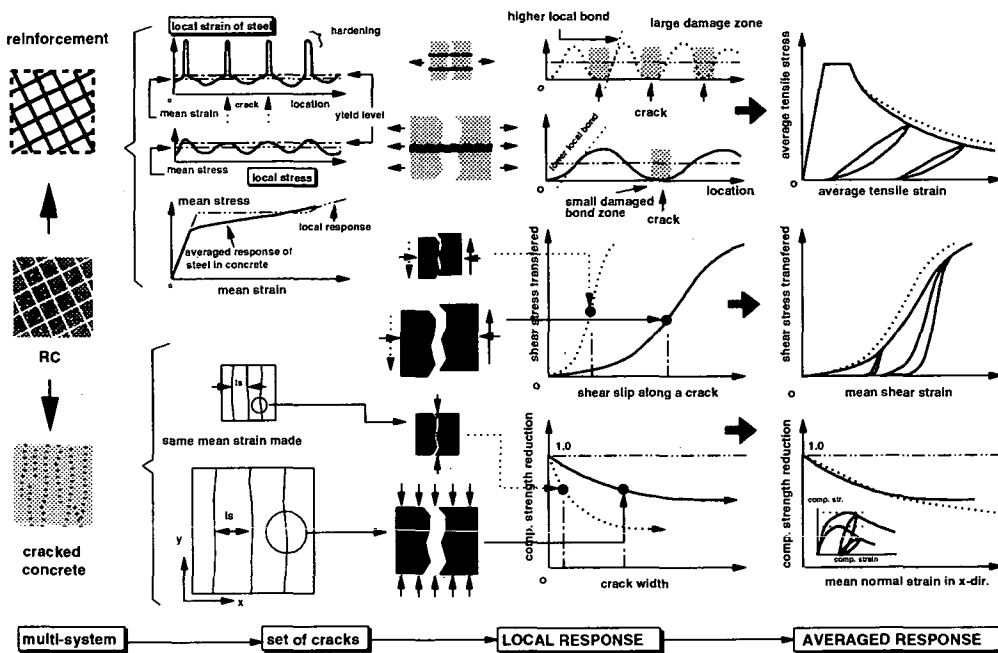 reinforcement
RC
cracked
concrete
local strain of steel
hardening
mean strain
crack
location
yield level
mean stress
local stress
o
o
mean stress
local response
averaged response of
steel in concrete
mean strain
o
ls
same mean strain made
ls
y
x
higher local bond
large damage zone
o
crack
lower local bond
o
location
small damaged
bond zone
crack
average tensile stress
o
average tensile strain
shear stress transfered
o
shear slip along a crack
shear stress transfered
o
mean shear strain
comp. strength reduction
1.0
o
crack width
comp. strength reduction
1.0
comp. str.
comp. strain
o
mean normal strain in x-dir.
multi-system
set of cracks
LOCAL RESPONSE
AVERAGED RESPONSE